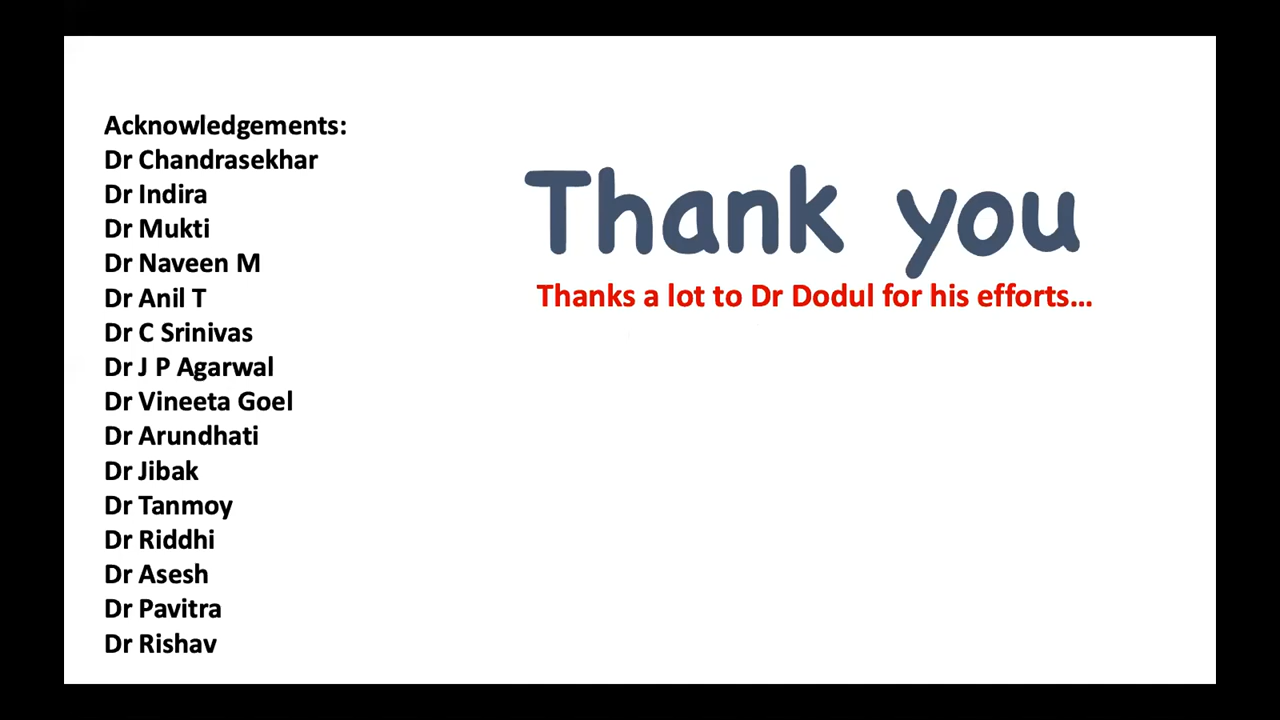 Acknowledgements:
Dr Chandrasekhar
Dr Indira
Dr Mukti
Dr Naveen M
Dr Anil T
Dr C Srinivas
Dr J P Agarwal
Dr Vineeta Goel
Dr Arundhati
Dr Jibak
Dr Tanmoy
Dr Riddhi
Dr Asesh
Dr Pavitra
Dr Rishav
Thank you
Thanks a lot to Dr Dodul for his efforts...